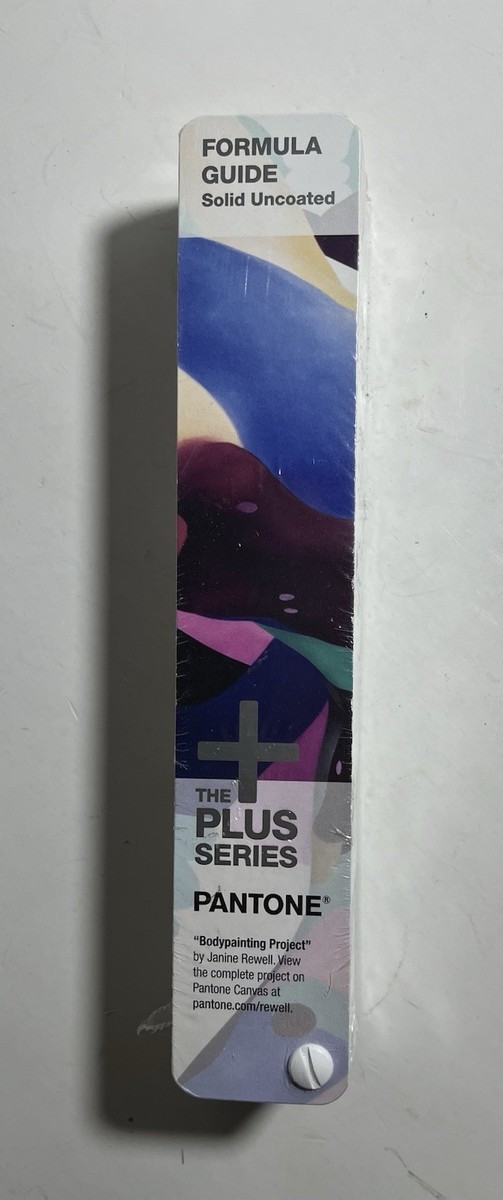 FORMULA
GUIDE
Solid Uncoated
THE
PLUS
SERIES
PANTONE®
“Bodypainting Project”
by Janine Rewell. View
the complete project on
Pantone Canvas at
pantone.com/rewell.